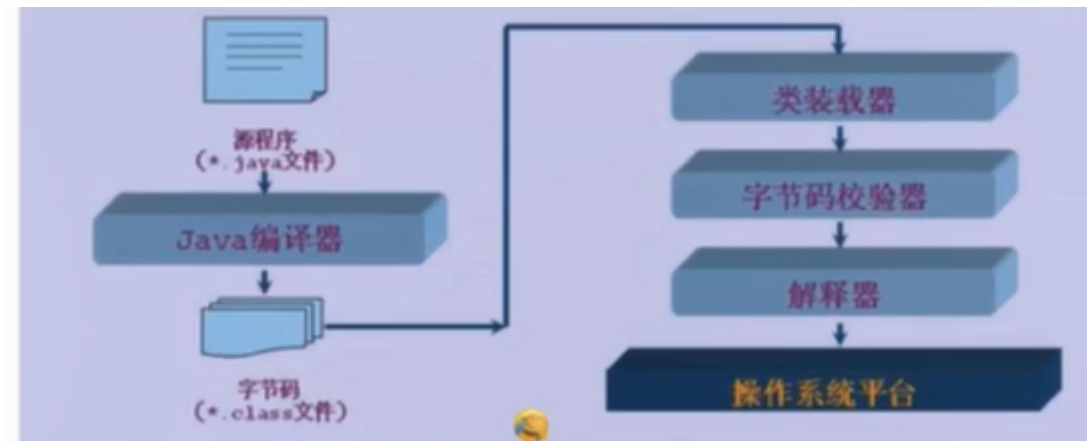 源程序
(*.java文件)
Java编译器
字节码
(*.class文件)
类装载器
字节码校验器
解释器
操作系统平台